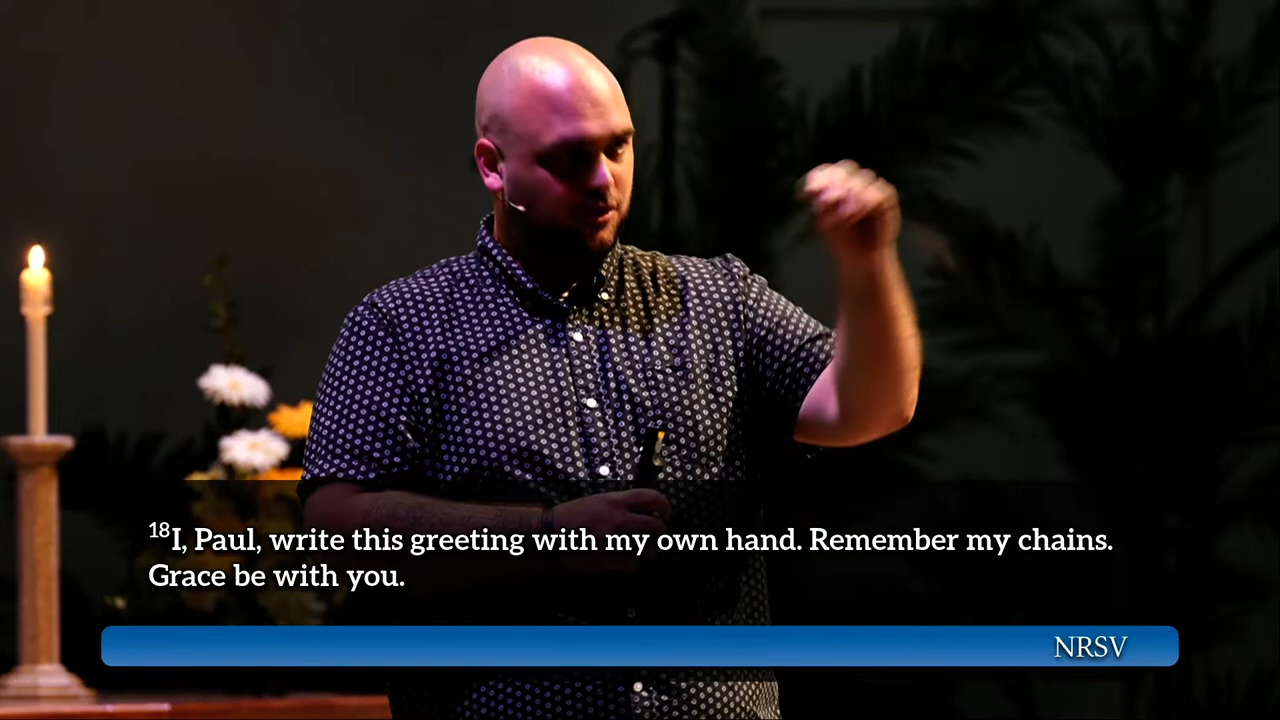 ¹⁸I, Paul, write this greeting with my own hand. Remember my chains.
Grace be with you.
NRSV